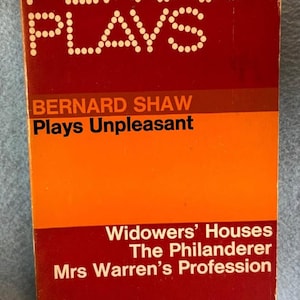 PLAYS
BERNARD SHAW
Plays Unpleasant
Widowers' Houses
The Philanderer
Mrs Warren's Profession